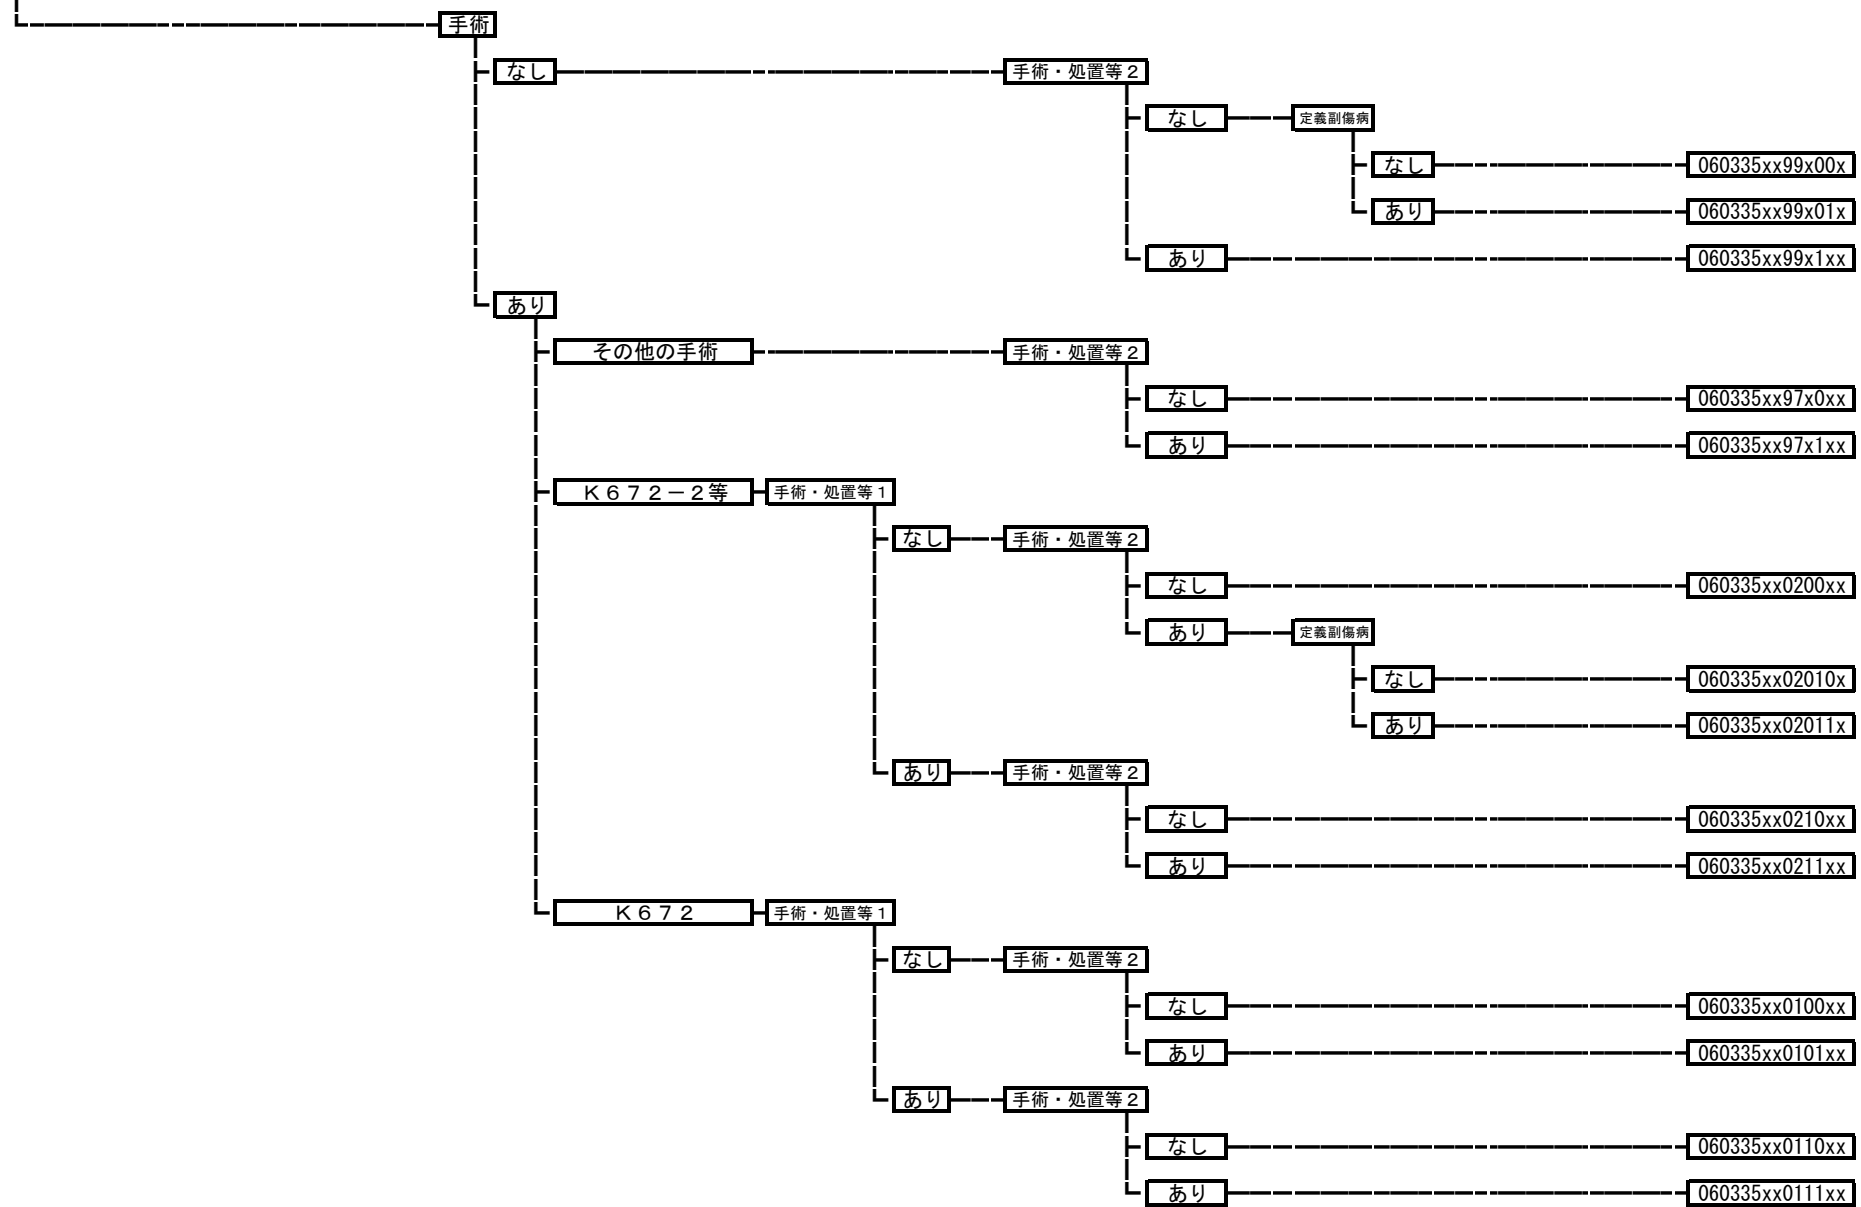 手術
なし 手術・処置等２
なし 定義副傷病
なし 060335xx99x00x
あり 060335xx99x01x
あり 060335xx99x1xx
あり
その他の手術 手術・処置等２
なし 060335xx97x0xx
あり 060335xx97x1xx
Ｋ６７２－２等 手術・処置等１
なし 手術・処置等２
なし 060335xx0200xx
あり 定義副傷病
なし 060335xx02010x
あり 060335xx02011x
あり 手術・処置等２
なし 060335xx0210xx
あり 060335xx0211xx
Ｋ６７２ 手術・処置等１
なし 手術・処置等２
なし 060335xx0100xx
あり 060335xx0101xx
あり 手術・処置等２
なし 060335xx0110xx
あり 060335xx0111xx